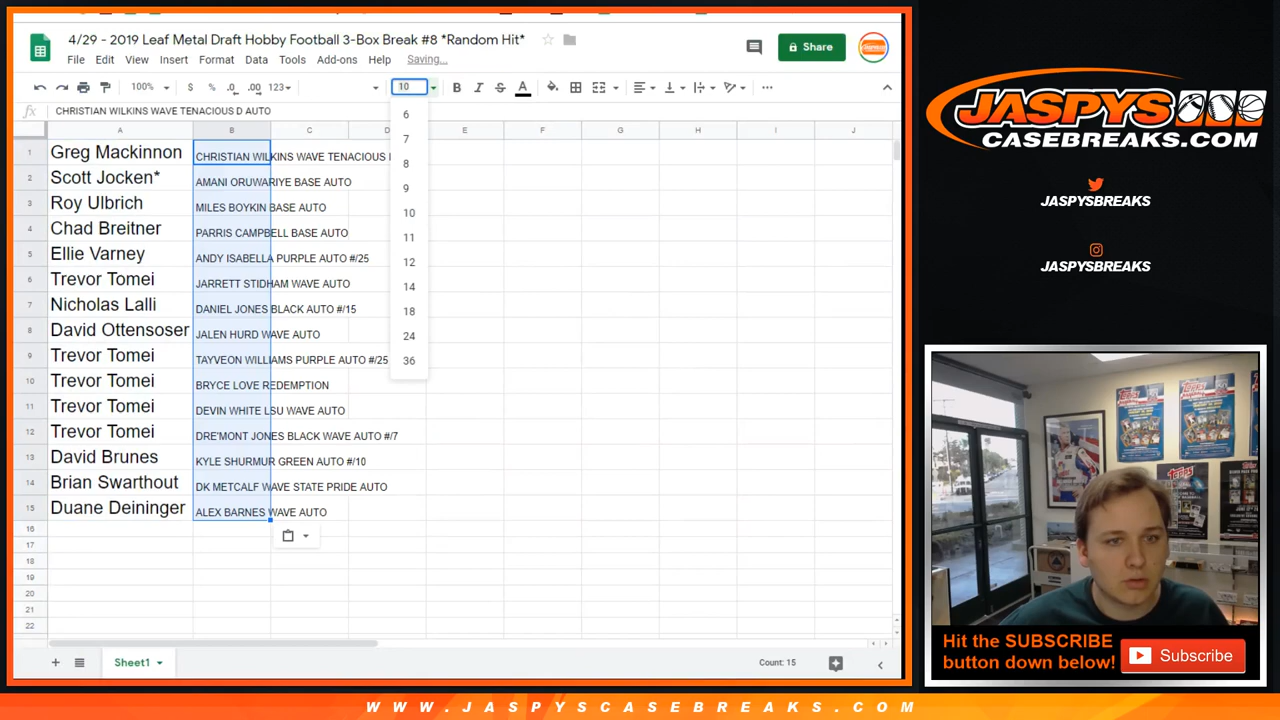 4/29 - 2019 Leaf Metal Draft Hobby Football 3-Box Break #8 *Random Hit*
Share
File Edit View Insert Format Data Tools Add-ons Help Saving...
100% $ % .0 .00 123 10 B I S A
fx CHRISTIAN WILKINS WAVE TENACIOUS D AUTO
A B C D E F G H I J
1 Greg Mackinnon CHRISTIAN WILKINS WAVE TENACIOUS
2 Scott Jocken* AMANI ORUWARIYE BASE AUTO
3 Roy Ulbrich MILES BOYKIN BASE AUTO
4 Chad Breitner PARRIS CAMPBELL BASE AUTO
5 Ellie Varney ANDY ISABELLA PURPLE AUTO #/25
6 Trevor Tomei JARRETT STIDHAM WAVE AUTO
7 Nicholas Lalli DANIEL JONES BLACK AUTO #/15
8 David Ottensoser JALEN HURD WAVE AUTO
9 Trevor Tomei TAYVEON WILLIAMS PURPLE AUTO #/25
10 Trevor Tomei BRYCE LOVE REDEMPTION
11 Trevor Tomei DEVIN WHITE LSU WAVE AUTO
12 Trevor Tomei DRE'MONT JONES BLACK WAVE AUTO #/7
13 David Brunes KYLE SHURMUR GREEN AUTO #/10
14 Brian Swarthout DK METCALF WAVE STATE PRIDE AUTO
15 Duane Deininger ALEX BARNES WAVE AUTO
16
17
18
19
20
21
22
6
7
8
9
10
11
12
14
18
24
36
Sheet1
Count: 15
JASPYS
CASEBREAKS.COM
JASPYSBREAKS
JASPYSBREAKS
Topps
Hit the SUBSCRIBE
button down below!
Subscribe
WWW.JASPYSCASEBREAKS.COM